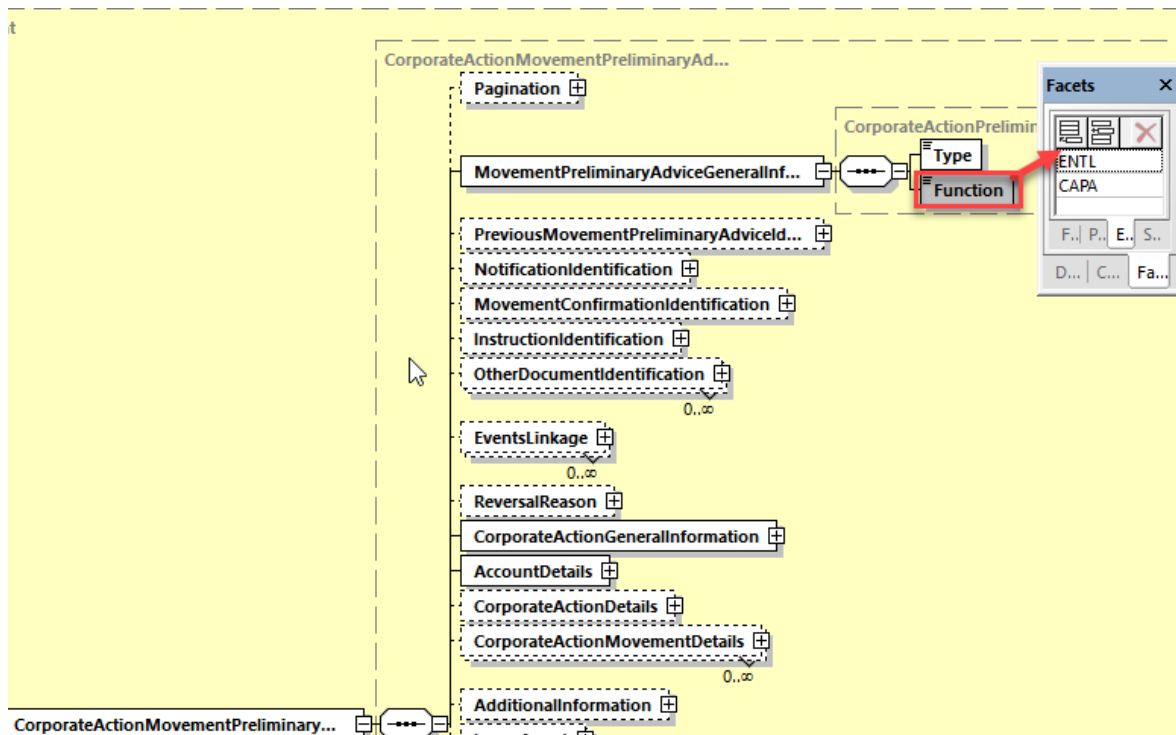 CorporateActionMovementPreliminaryAd...
Pagination
Facets
CorporateActionPrelimin
Type
MovementPreliminaryAdviceGeneralInf...
Function
ENTL
CAPA
F.. P.. E.. S..
D... C... Fa...
PreviousMovementPreliminaryAdviceId...
NotificationIdentification
MovementConfirmationIdentification
InstructionIdentification
OtherDocumentIdentification
0..∞
EventsLinkage
0..∞
ReversalReason
CorporateActionGeneralInformation
AccountDetails
CorporateActionDetails
CorporateActionMovementDetails
0..∞
AdditionalInformation
CorporateActionMovementPreliminary...